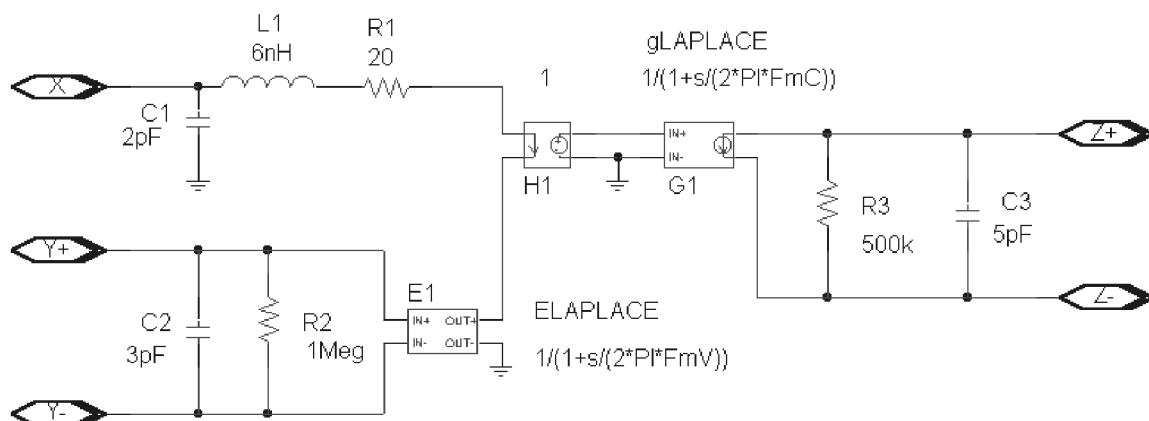 L1
6nH
R1
20
gLAPLACE
1/(1+s/(2*PI*FmC))
1
X
C1
2pF
IN+
IN-
H1
G1
Z+
R3
500k
C3
5pF
Z-
Y+
E1
ELAPLACE
1/(1+s/(2*PI*FmV))
IN+ OUT+
IN- OUT-
C2
3pF
R2
1Meg
Y-